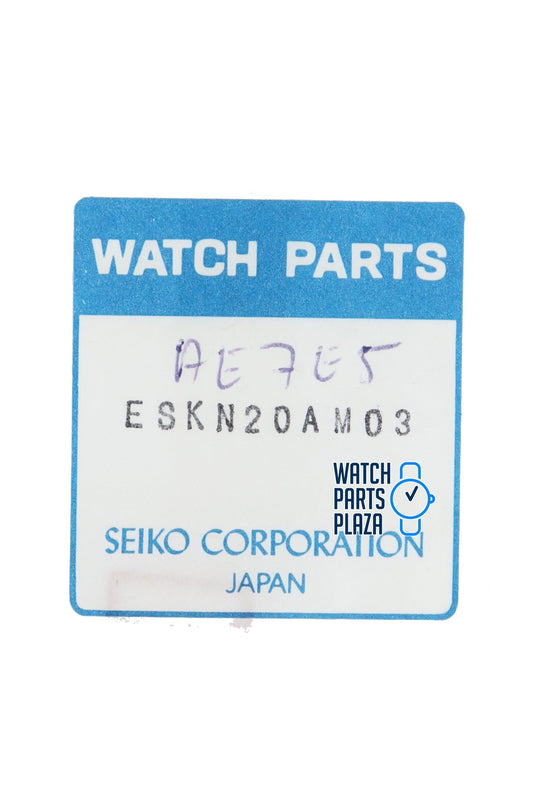 WATCH PARTS
AE7E5
ESKN20AM03
WATCH
PARTS
PLAZA
SEIKO CORPORATION
JAPAN